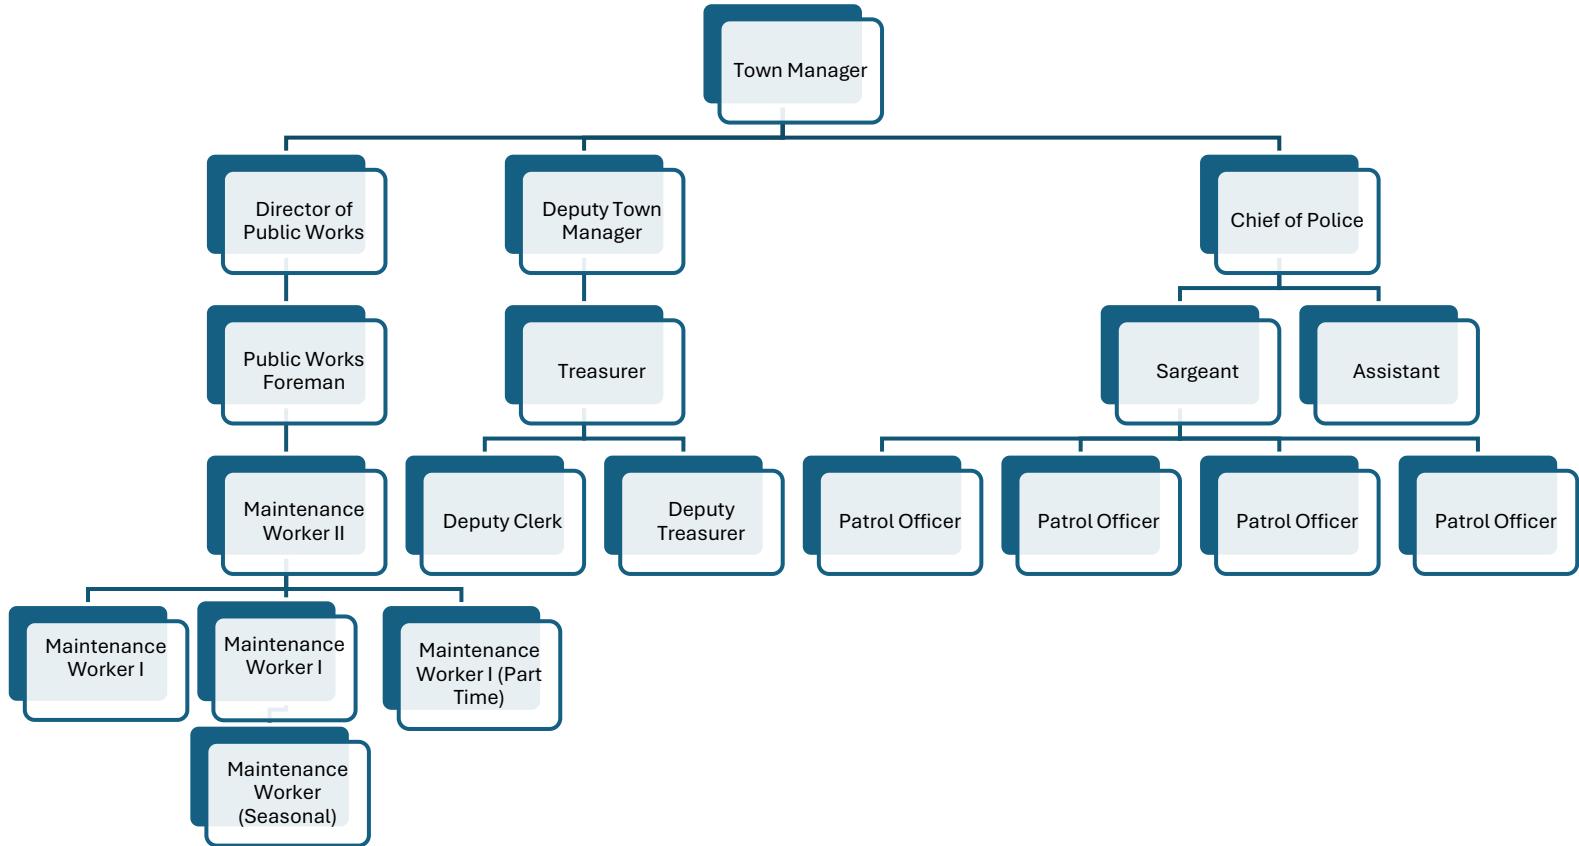 Town Manager
Director of
Public Works
Deputy Town
Manager
Chief of Police
Public Works
Foreman
Treasurer
Sargeant
Assistant
Maintenance
Worker II
Deputy Clerk
Deputy
Treasurer
Patrol Officer
Patrol Officer
Patrol Officer
Patrol Officer
Maintenance
Worker I
Maintenance
Worker I
Maintenance
Worker I (Part
Time)
Maintenance
Worker
(Seasonal)